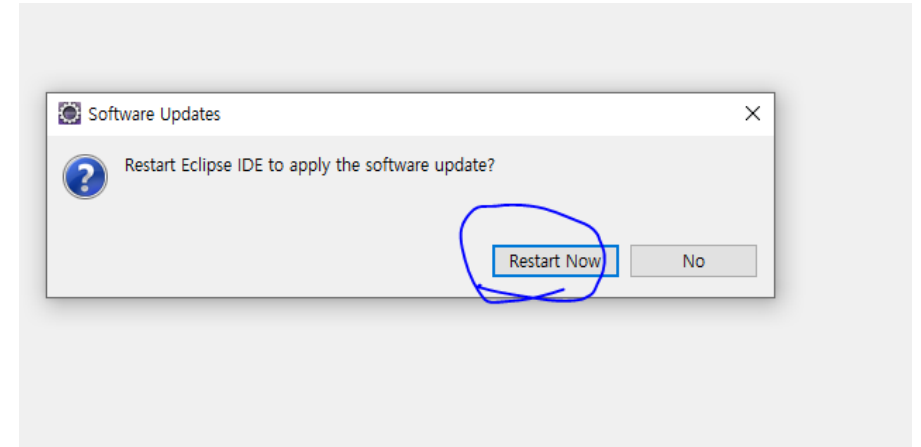 Software Updates
Restart Eclipse IDE to apply the software update?
Restart Now
No